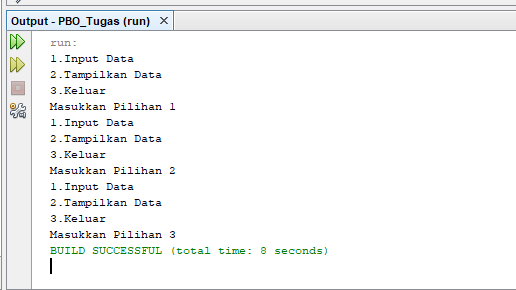 Output - PBO_Tugas (run) ×
run:
1.Input Data
2.Tampilkan Data
3.Keluar
Masukkan Pilihan 1
1.Input Data
2.Tampilkan Data
3.Keluar
Masukkan Pilihan 2
1.Input Data
2.Tampilkan Data
3.Keluar
Masukkan Pilihan 3
BUILD SUCCESSFUL (total time: 8 seconds)